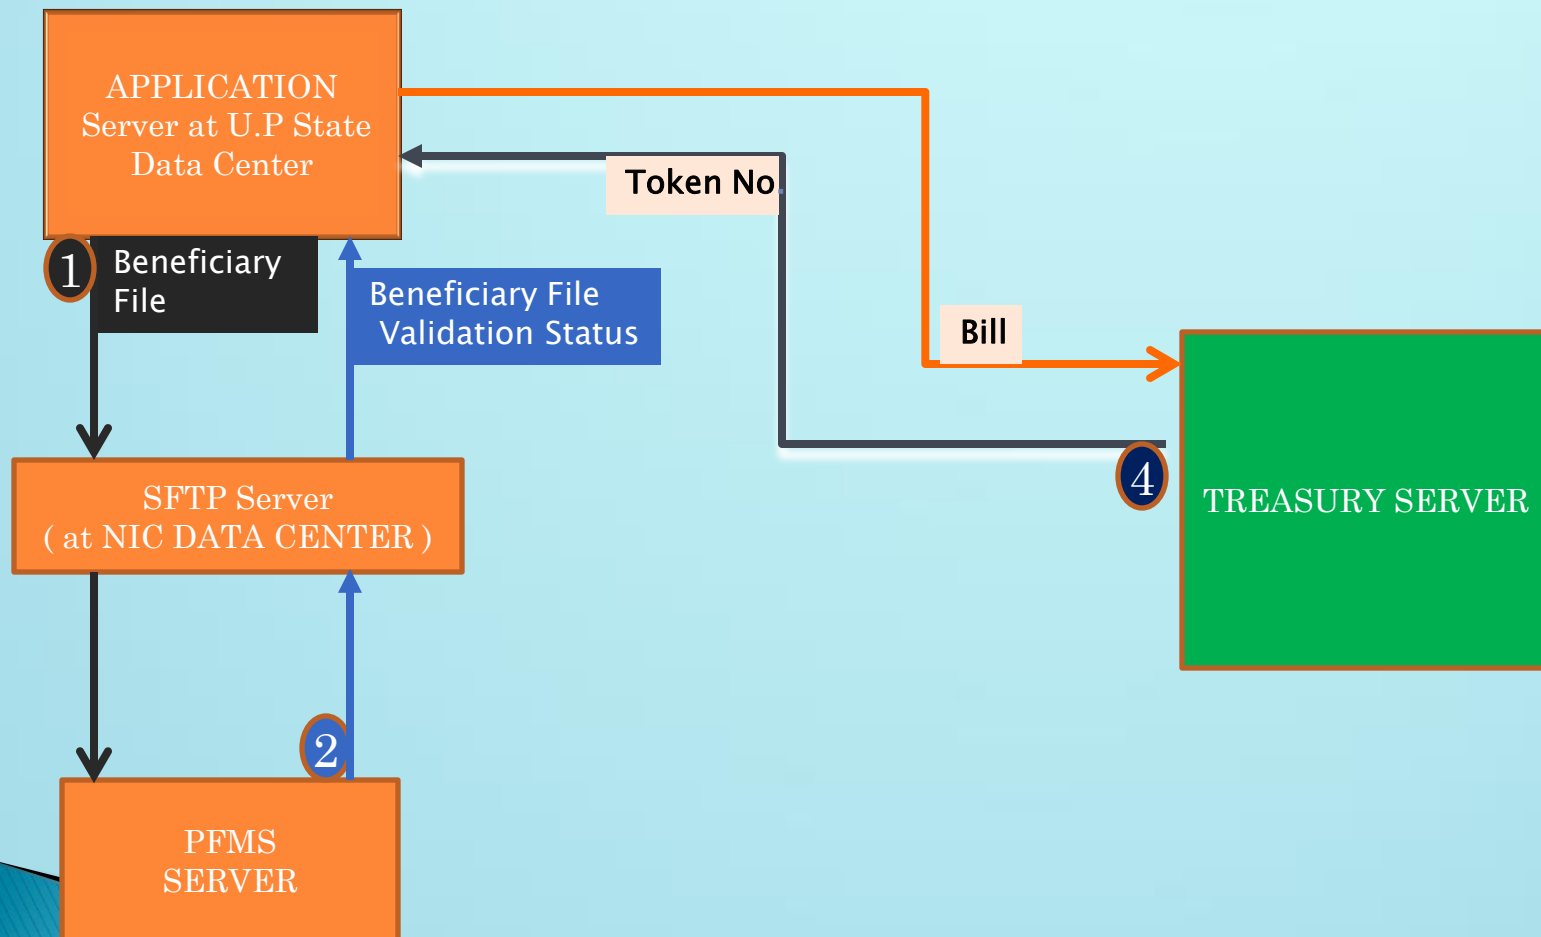 APPLICATION
Server at U.P State
Data Center
Token No.
1
Beneficiary
File
Beneficiary File
Validation Status
Bill
4
TREASURY SERVER
SFTP Server
( at NIC DATA CENTER )
2
PFMS
SERVER